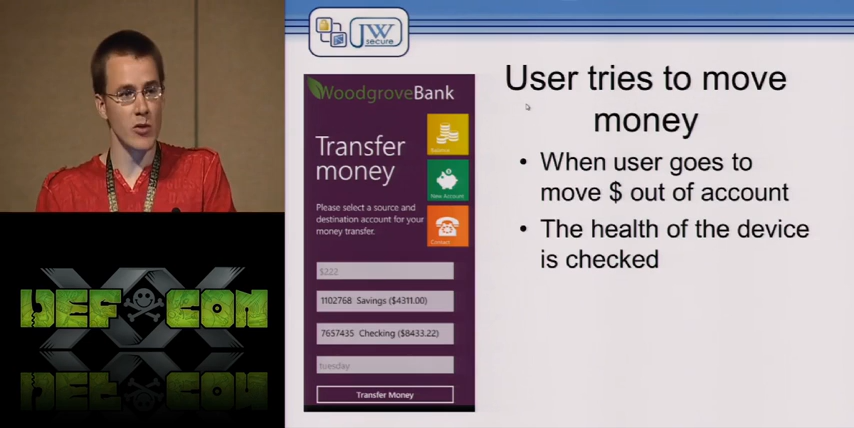 JW
secure
User tries to move
money
• When user goes to
move $ out of account
• The health of the device
is checked
WoodgroveBank
Transfer
money
Balance
New Account
Contact
Please select a source and
destination account for your
money transfer.
$222
1102768 Savings ($4311.00)
7657435 Checking ($8433.22)
tuesday
Transfer Money
DEF CON
XX